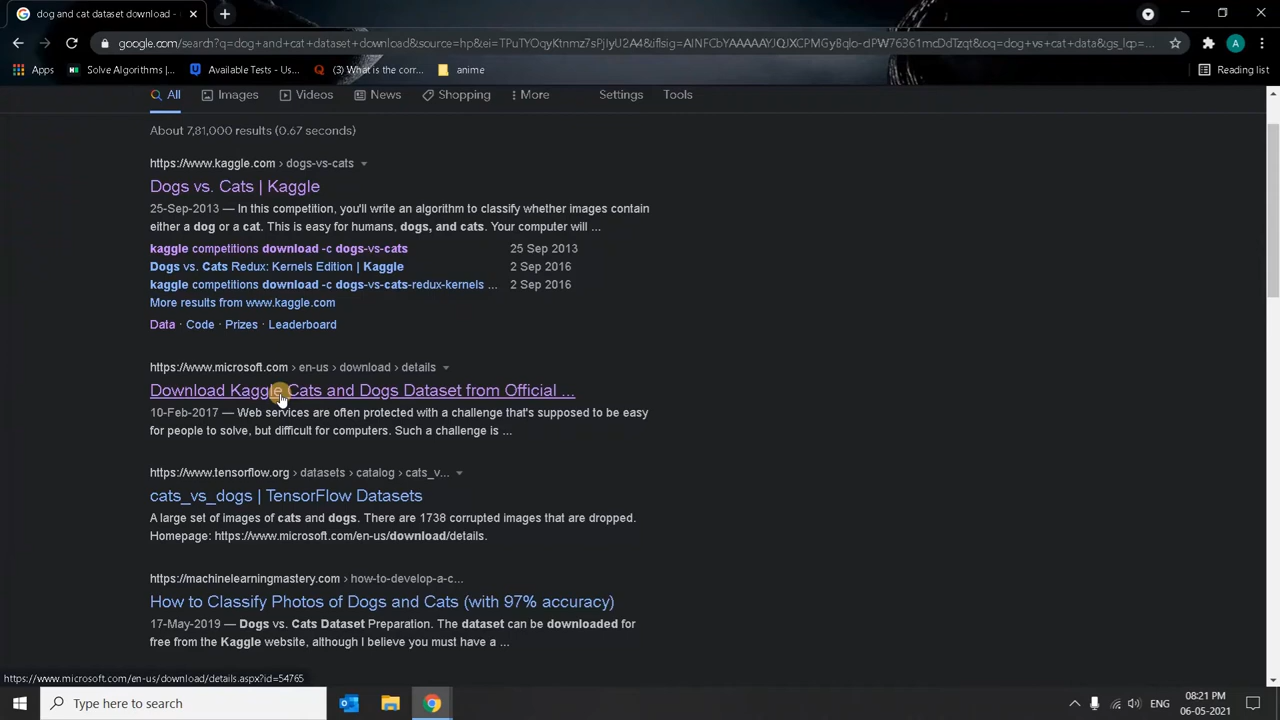 dog and cat dataset download -
google.com/search?q=dog+and+cat+dataset+download&source=hp&ei=
Apps
Solve Algorithms |...
Available Tests - Us...
(3) What is the corr...
anime
Reading list
All
Images
Videos
News
Shopping
More
Settings
Tools
About 7,81,000 results (0.67 seconds)
https://www.kaggle.com › dogs-vs-cats
Dogs vs. Cats | Kaggle
25-Sep-2013 — In this competition, you'll write an algorithm to classify whether images contain
either a dog or a cat. This is easy for humans, dogs, and cats. Your computer will ...
kaggle competitions download -c dogs-vs-cats 25 Sep 2013
Dogs vs. Cats Redux: Kernels Edition | Kaggle 2 Sep 2016
kaggle competitions download -c dogs-vs-cats-redux-kernels ... 2 Sep 2016
More results from www.kaggle.com
Data · Code · Prizes · Leaderboard
https://www.microsoft.com › en-us › download › details
Download Kaggle Cats and Dogs Dataset from Official ...
10-Feb-2017 — Web services are often protected with a challenge that's supposed to be easy
for people to solve, but difficult for computers. Such a challenge is ...
https://www.tensorflow.org › datasets › catalog › cats_v...
cats_vs_dogs | TensorFlow Datasets
A large set of images of cats and dogs. There are 1738 corrupted images that are dropped.
Homepage: https://www.microsoft.com/en-us/download/details.
https://machinelearningmastery.com › how-to-develop-a-c...
How to Classify Photos of Dogs and Cats (with 97% accuracy)
17-May-2019 — Dogs vs. Cats Dataset Preparation. The dataset can be downloaded for
free from the Kaggle website, although I believe you must have a ...
https://www.microsoft.com/en-us/download/details.aspx?id=54765
Type here to search
ENG
08:21 PM
06-05-2021